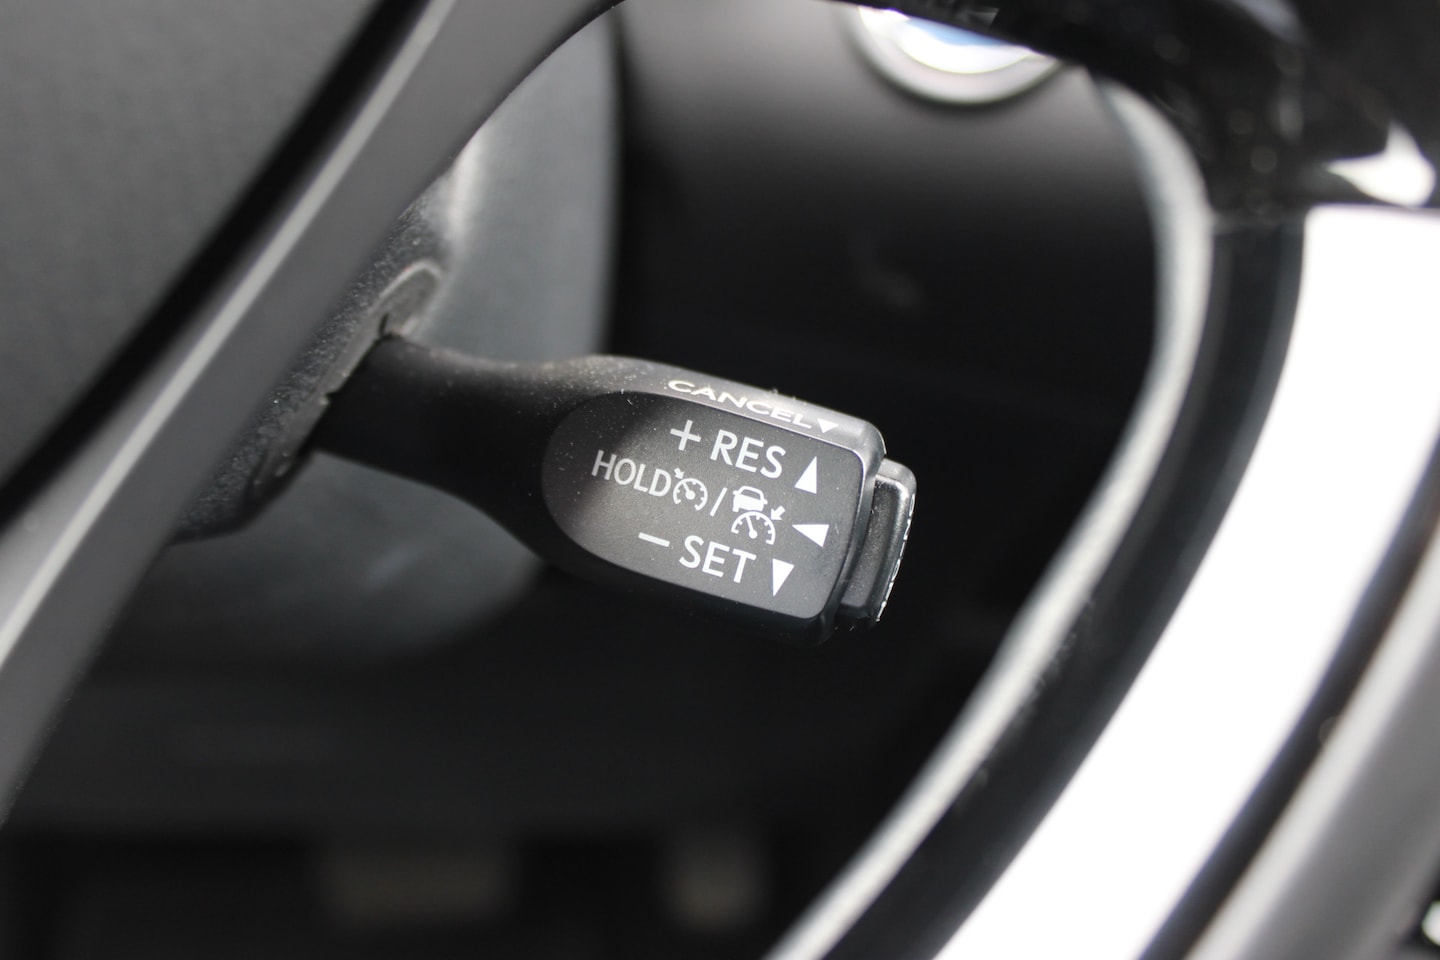 CANCEL
+ RES
HOLD /
- SET